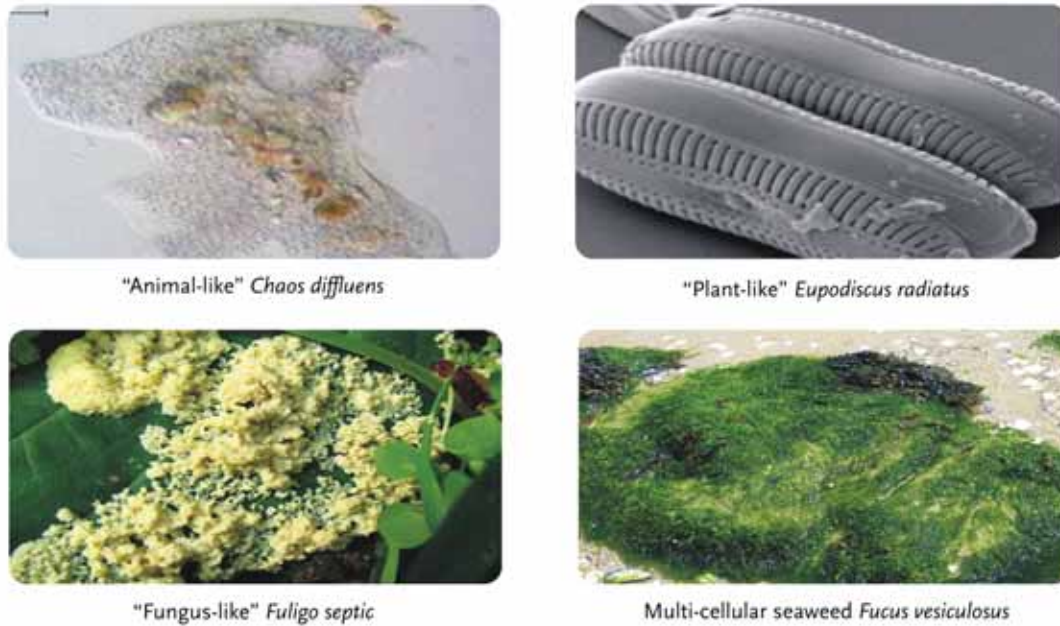 “Animal-like” Chaos diffluens
“Plant-like” Eupodiscus radiatus
“Fungus-like” Fuligo septic
Multi-cellular seaweed Fucus vesiculosus